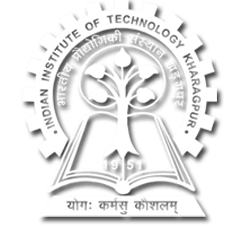 · INDIAN INSTITUTE OF TECHNOLOGY KHARAGPUR ·
भारतीय प्रौद्योगिकी संस्थान खड़गपुर
1951
योगः कर्मसु कौशलम्